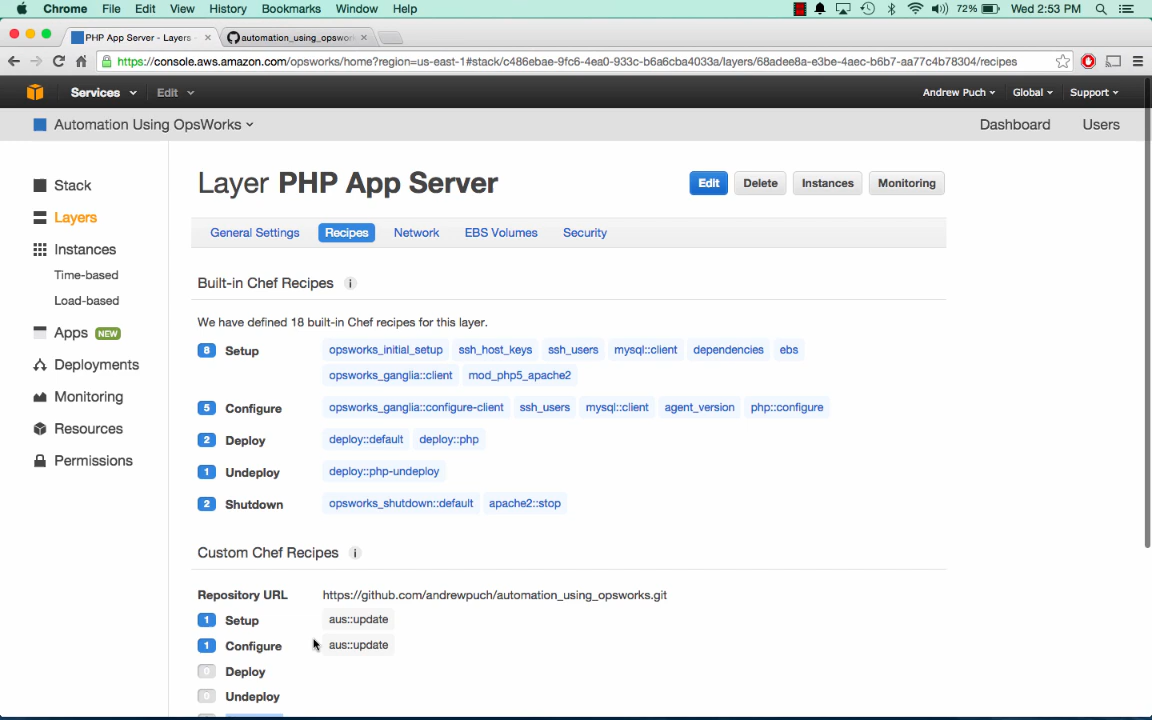 Chrome File Edit View History Bookmarks Window Help 72% Wed 2:53 PM
PHP App Server - Layers automation_using_opswor
https://console.aws.amazon.com/opsworks/home?region=us-east-1#stack/c486ebae-9fc6-4ea0-933c-b6a6cba4033a/layers/68adee8a-e3be-4aec-b6b7-aa77c4b78304/recipes
Services Edit Andrew Puch Global Support
Automation Using OpsWorks Dashboard Users
Stack
Layers
Instances
Time-based
Load-based
Apps NEW
Deployments
Monitoring
Resources
Permissions
Layer PHP App Server Edit Delete Instances Monitoring
General Settings Recipes Network EBS Volumes Security
Built-in Chef Recipes i
We have defined 18 built-in Chef recipes for this layer.
8 Setup opsworks_initial_setup ssh_host_keys ssh_users mysql::client dependencies ebs
opsworks_ganglia::client mod_php5_apache2
5 Configure opsworks_ganglia::configure-client ssh_users mysql::client agent_version php::configure
2 Deploy deploy::default deploy::php
1 Undeploy deploy::php-undeploy
2 Shutdown opsworks_shutdown::default apache2::stop
Custom Chef Recipes i
Repository URL https://github.com/andrewpuch/automation_using_opsworks.git
1 Setup aus::update
1 Configure aus::update
0 Deploy
0 Undeploy